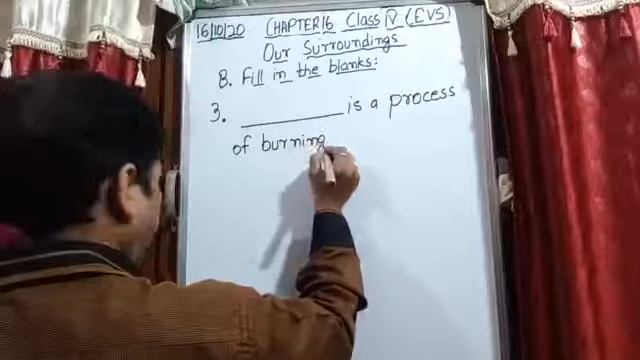 16/10/20 CHAPTER 16 Class IV (EVS)
Our Surroundings
B. Fill in the blanks:
3. ________ is a process
of burning